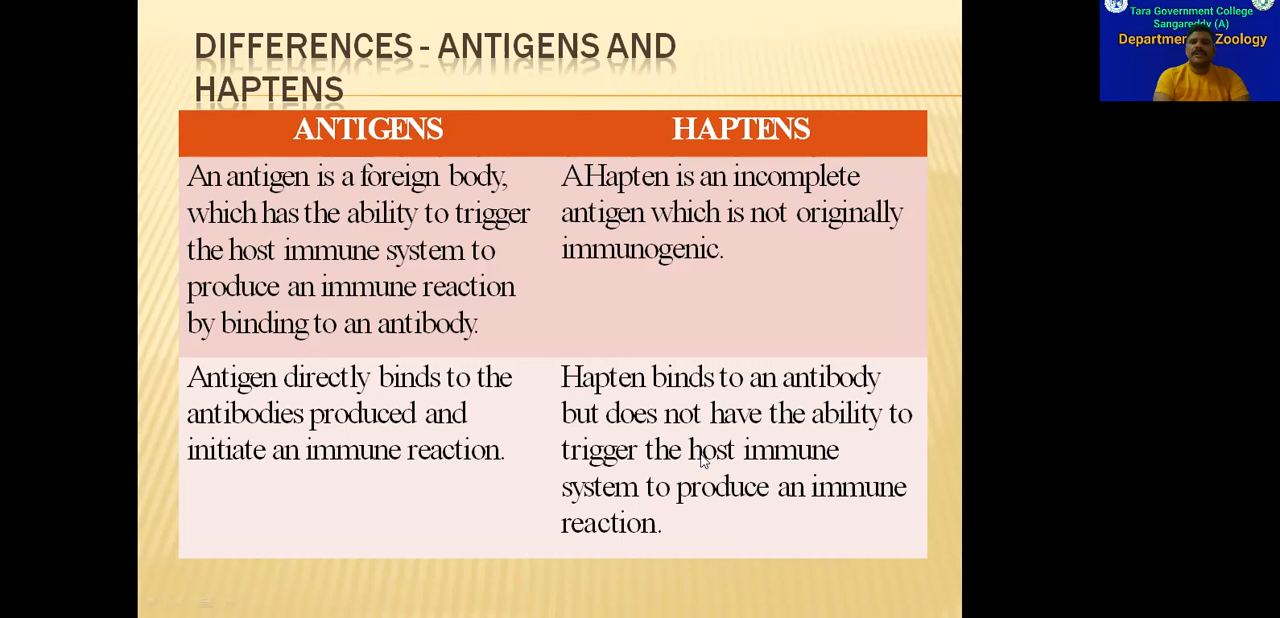 DIFFERENCES - ANTIGENS AND
HAPTENS
ANTIGENS
HAPTENS
An antigen is a foreign body,
which has the ability to trigger
the host immune system to
produce an immune reaction
by binding to an antibody.
A Hapten is an incomplete
antigen which is not originally
immunogenic.
Antigen directly binds to the
antibodies produced and
initiate an immune reaction.
Hapten binds to an antibody
but does not have the ability to
trigger the host immune
system to produce an immune
reaction.
Tara Government College
Sangareddy (A)
Department Zoology